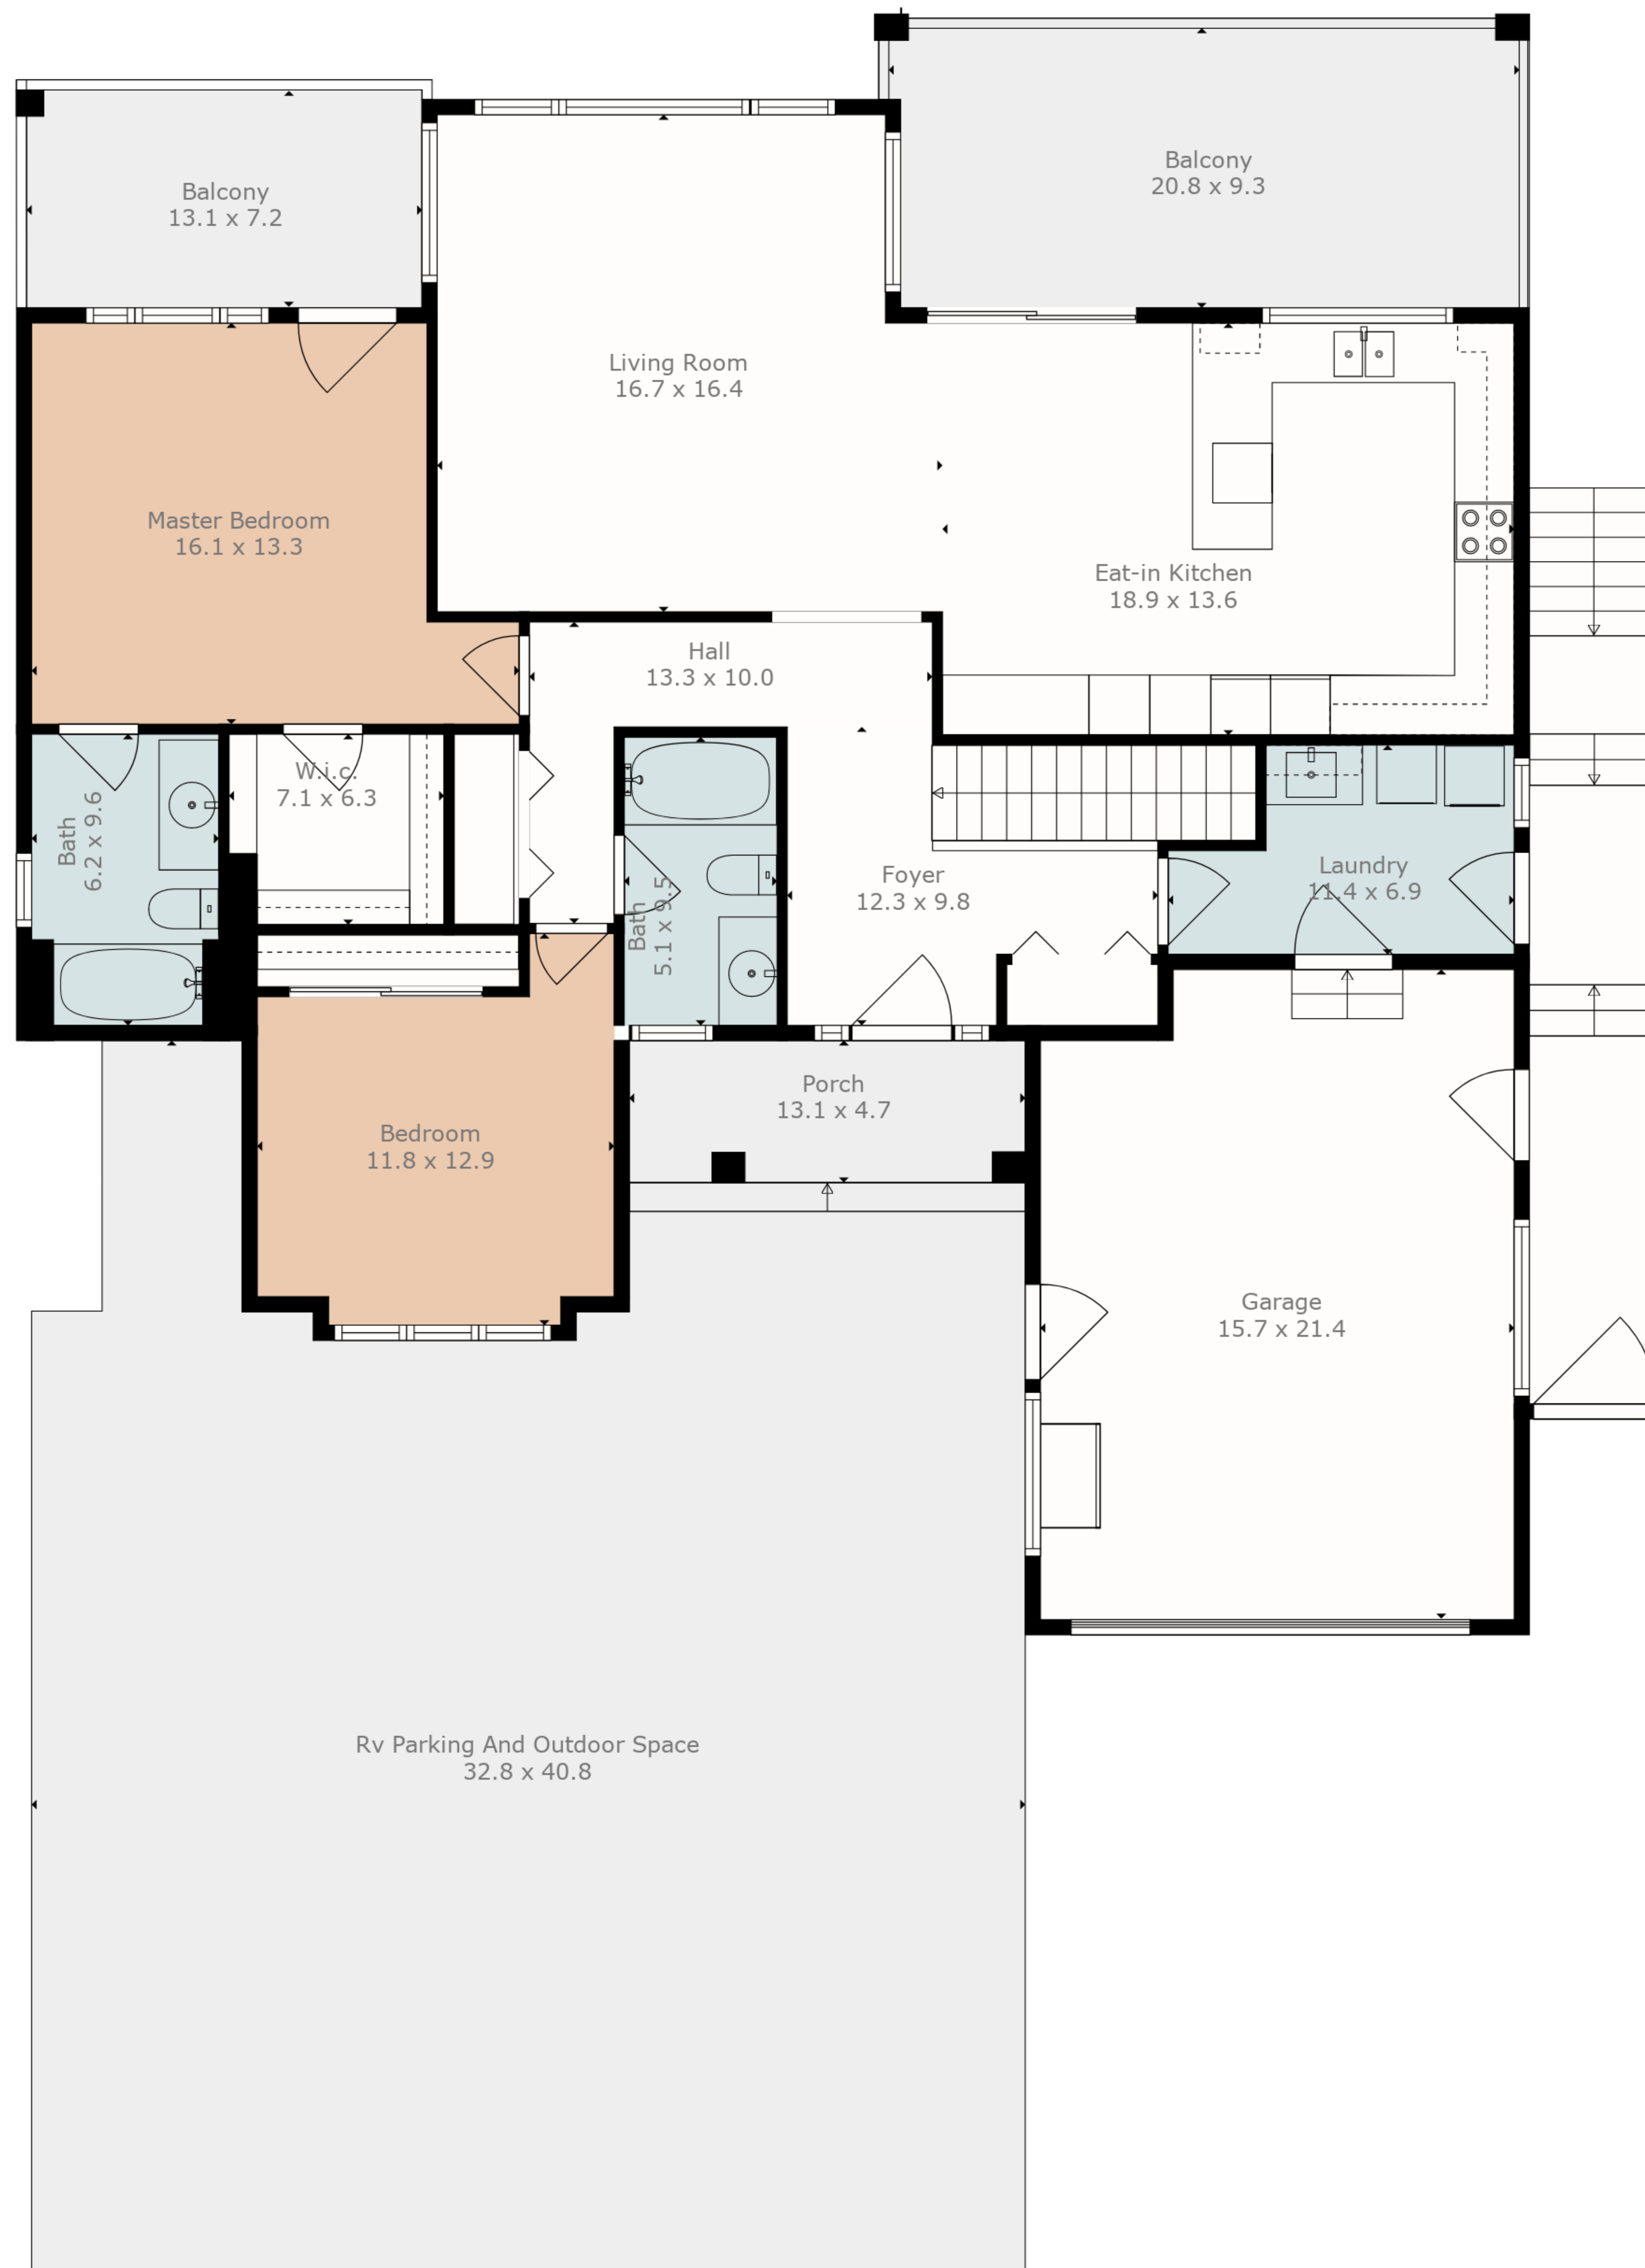 Balcony
20.8 x 9.3
Balcony
13.1 x 7.2
Living Room
16.7 x 16.4
Master Bedroom
16.1 x 13.3
Eat-in Kitchen
18.9 x 13.6
Hall
13.3 x 10.0
W.i.c.
7.1 x 6.3
Bath
6.2 x 9.6
Bath
5.1 x 9.5
Foyer
12.3 x 9.8
Laundry
11.4 x 6.9
Porch
13.1 x 4.7
Bedroom
11.8 x 12.9
Garage
15.7 x 21.4
Rv Parking And Outdoor Space
32.8 x 40.8